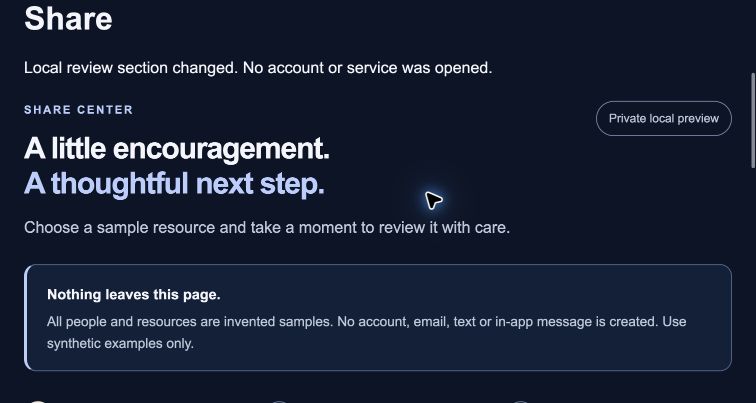 Share
Local review section changed. No account or service was opened.
SHARE CENTER
Private local preview
A little encouragement.
A thoughtful next step.
Choose a sample resource and take a moment to review it with care.
Nothing leaves this page.
All people and resources are invented samples. No account, email, text or in-app message is created. Use
synthetic examples only.